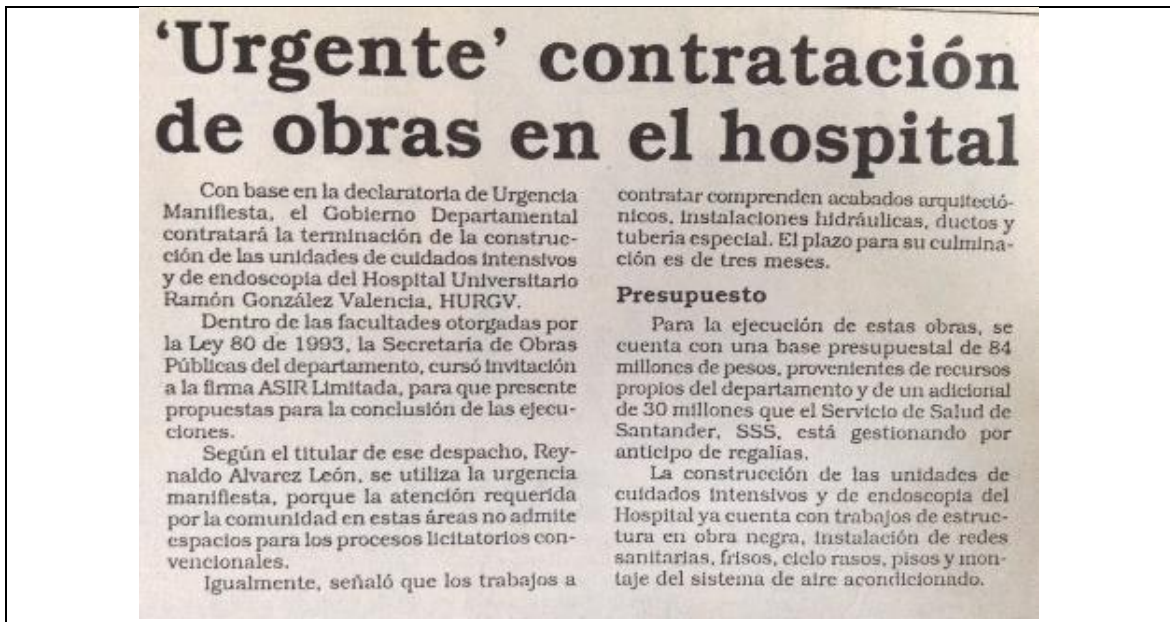 ‘Urgente’ contratación
de obras en el hospital
Con base en la declaratoria de Urgencia
Manifiesta, el Gobierno Departamental
contratará la terminación de la construc-
ción de las unidades de cuidados intensivos
y de endoscopia del Hospital Universitario
Ramón González Valencia, HURGV.
Dentro de las facultades otorgadas por
la Ley 80 de 1993, la Secretaría de Obras
Públicas del departamento, cursó invitación
a la firma ASIR Limitada, para que presente
propuestas para la conclusión de las ejecu-
ciones.
Según el titular de ese despacho, Rey-
naldo Alvarez León, se utiliza la urgencia
manifiesta, porque la atención requerida
por la comunidad en estas áreas no admite
espacios para los procesos licitatorios con-
vencionales.
Igualmente, señaló que los trabajos a
contratar comprenden acabados arquitectó-
nicos, instalaciones hidráulicas, ductos y
tubería especial. El plazo para su culmina-
ción es de tres meses.
Presupuesto
Para la ejecución de estas obras, se
cuenta con una base presupuestal de 84
millones de pesos, provenientes de recursos
propios del departamento y de un adicional
de 30 millones que el Servicio de Salud de
Santander, SSS, está gestionando por
anticipo de regalías.
La construcción de las unidades de
cuidados intensivos y de endoscopia del
Hospital ya cuenta con trabajos de estruc-
tura en obra negra, instalación de redes
sanitarias, frisos, cielo rasos, pisos y mon-
taje del sistema de aire acondicionado.